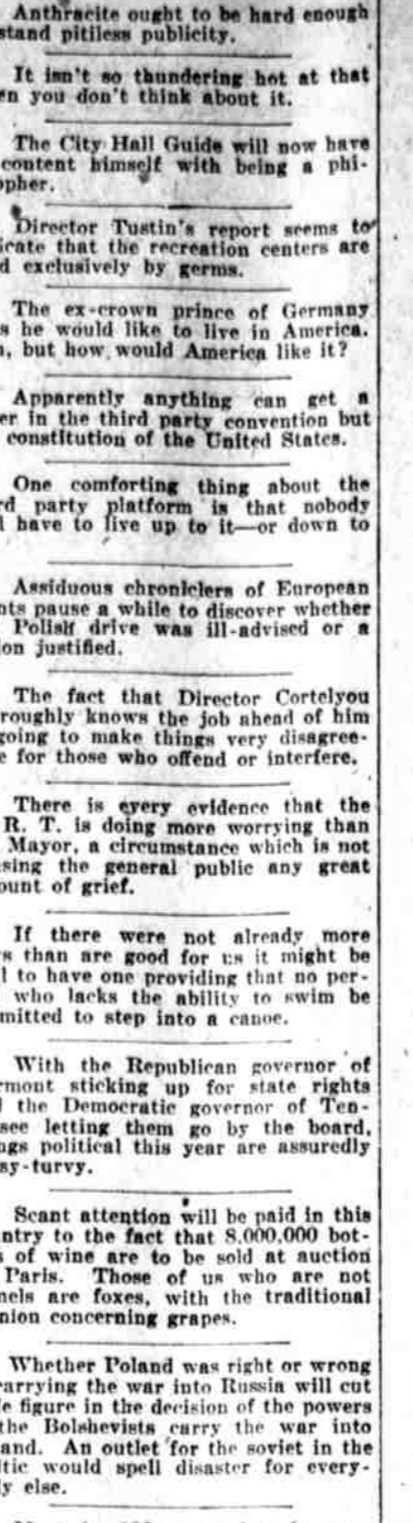 Anthracite ought to be hard enough
stand pitiless publicity.
It isn't so thundering hot at that
en you don't think about it.
The City Hall Guide will now have
content himself with being a phi-
opher.
Director Tustin's report seems to
icate that the recreation centers are
d exclusively by germs.
The ex-crown prince of Germany
s he would like to live in America.
, but how would America like it?
Apparently anything can get a
er in the third party convention but
constitution of the United States.
One comforting thing about the
rd party platform is that nobody
l have to live up to it—or down to
Assiduous chroniclers of European
nts pause a while to discover whether
Polish drive was ill-advised or a
ion justified.
The fact that Director Cortelyou
roughly knows the job ahead of him
going to make things very disagree-
e for those who offend or interfere.
There is every evidence that the
R. T. is doing more worrying than
Mayor, a circumstance which is not
sing the general public any great
ount of grief.
If there were not already more
s than are good for us it might be
l to have one providing that no per-
who lacks the ability to swim be
mitted to step into a canoe.
With the Republican governor of
rmont sticking up for state rights
d the Democratic governor of Ten-
see letting them go by the board,
ngs political this year are assuredly
sy-turvy.
Scant attention will be paid in this
ntry to the fact that 8,000,000 bot-
s of wine are to be sold at auction
Paris. Those of us who are not
mels are foxes, with the traditional
nion concerning grapes.
Whether Poland was right or wrong
carrying the war into Russia will cut
le figure in the decision of the powers
the Bolshevists carry the war into
and. An outlet for the soviet in the
ltic would spell disaster for every-
ly else.